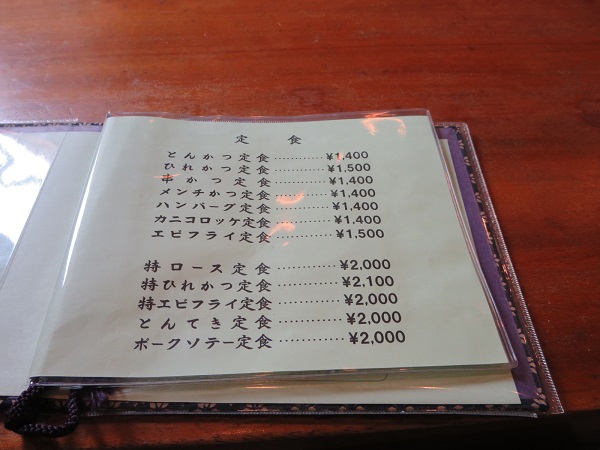 定食
とんかつ定食…………¥1,400
ひれかつ定食…………¥1,500
串かつ定食…………¥1,400
メンチかつ定食…………¥1,400
ハンバーグ定食…………¥1,400
カニコロッケ定食…………¥1,400
エビフライ定食…………¥1,500
特ロース定食…………¥2,000
特ひれかつ定食…………¥2,100
特エビフライ定食…………¥2,000
とんてき定食…………¥2,000
ポークソテー定食…………¥2,000